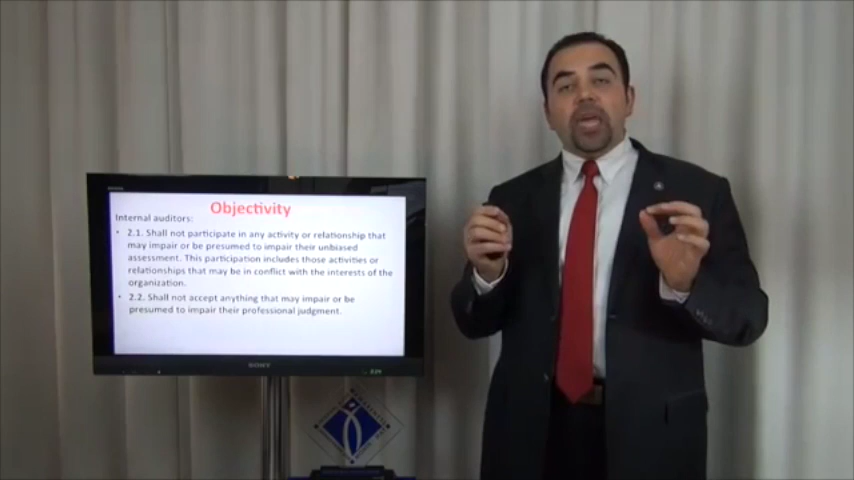 Objectivity
Internal auditors:
• 2.1. Shall not participate in any activity or relationship that
may impair or be presumed to impair their unbiased
assessment. This participation includes those activities or
relationships that may be in conflict with the interests of the
organization.
• 2.2. Shall not accept anything that may impair or be
presumed to impair their professional judgment.
SONY